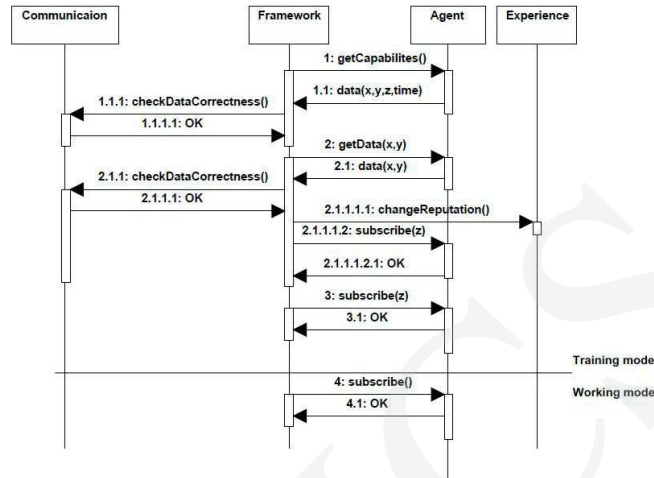 Communicaion
Framework
Agent
Experience
1: getCapabilites()
1.1: data(x,y,z,time)
1.1.1: checkDataCorrectness()
1.1.1.1: OK
2: getData(x,y)
2.1: data(x,y)
2.1.1: checkDataCorrectness()
2.1.1.1: OK
2.1.1.1.1: changeReputation()
2.1.1.1.2: subscribe(z)
2.1.1.1.2.1: OK
3: subscribe(z)
3.1: OK
Training mode
4: subscribe()
Working mode
4.1: OK